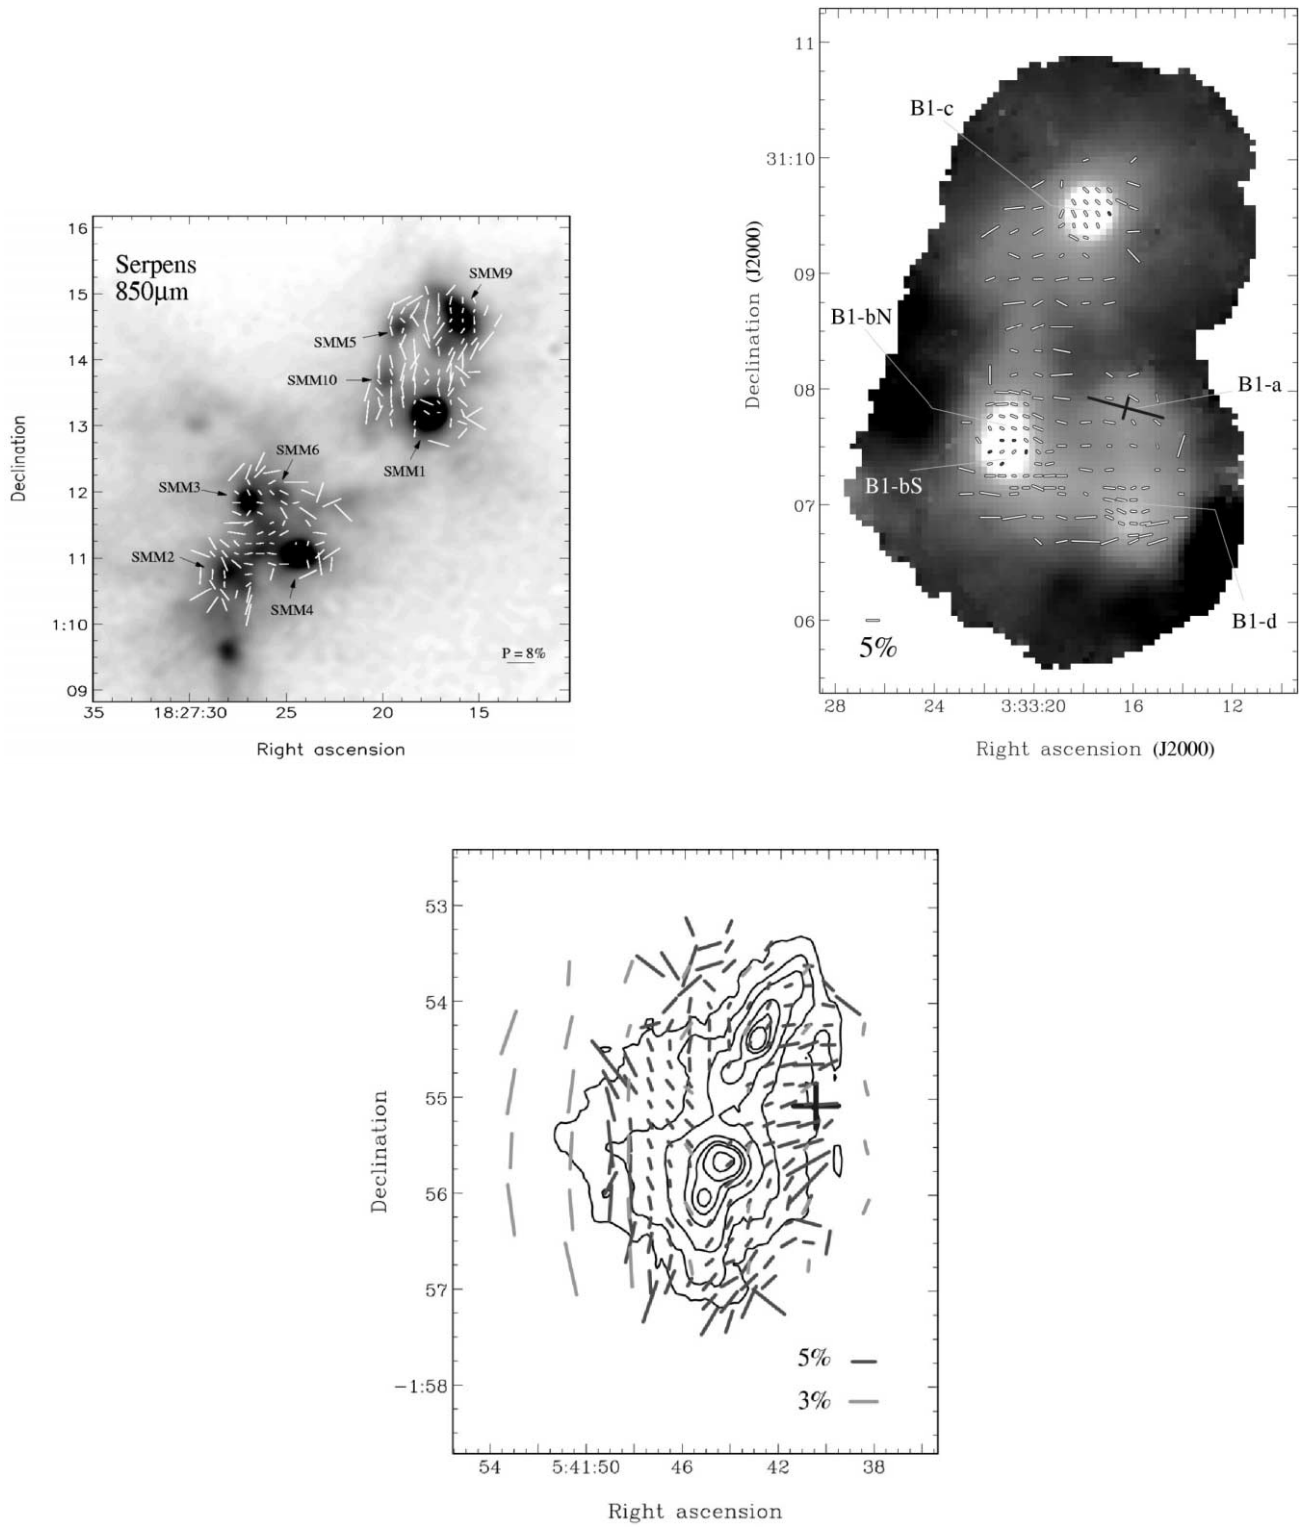 16
Serpens
850μm
SMM9
15
SMM5
14
SMM10
13
SMM6
SMM1
12
SMM3
11
SMM2
SMM4
1:10
P = 8%
09
35
18:27:30
25
20
15
Declination
Right ascension
11
B1-c
31:10
09
B1-bN
08
B1-a
B1-bS
07
B1-d
06
5%
28
24
3:33:20
16
12
Declination (J2000)
Right ascension (J2000)
53
54
55
56
57
5%
-1:58
3%
54
5:41:50
46
42
38
Declination
Right ascension